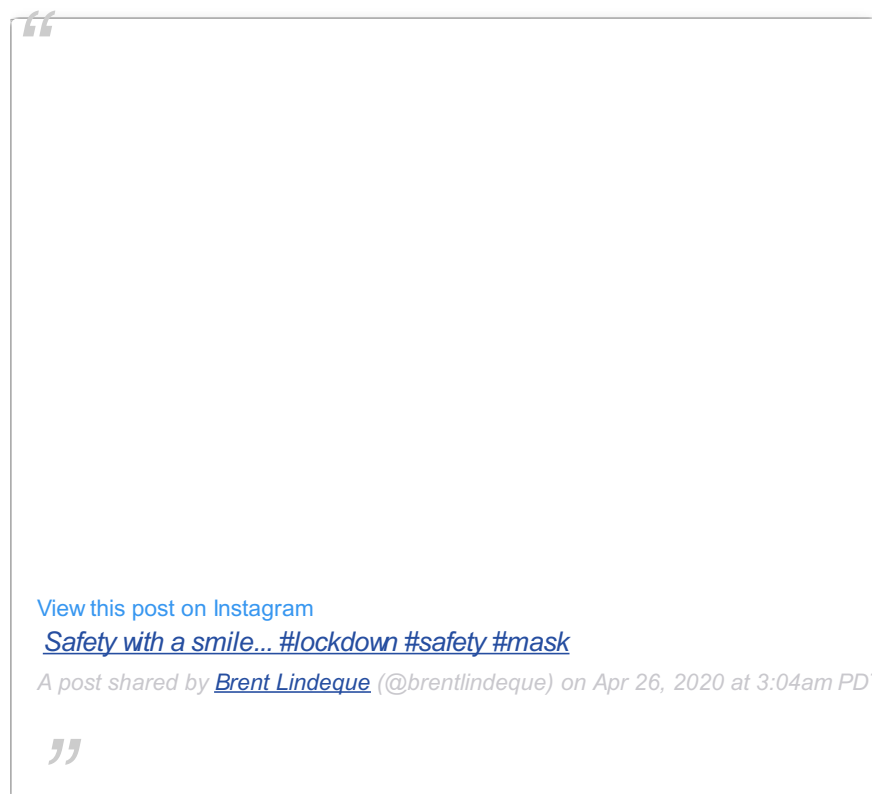 “
View this post on Instagram
Safety with a smile... #lockdown #safety #mask
A post shared by Brent Lindeque (@brentlindeque) on Apr 26, 2020 at 3:04am PD
”